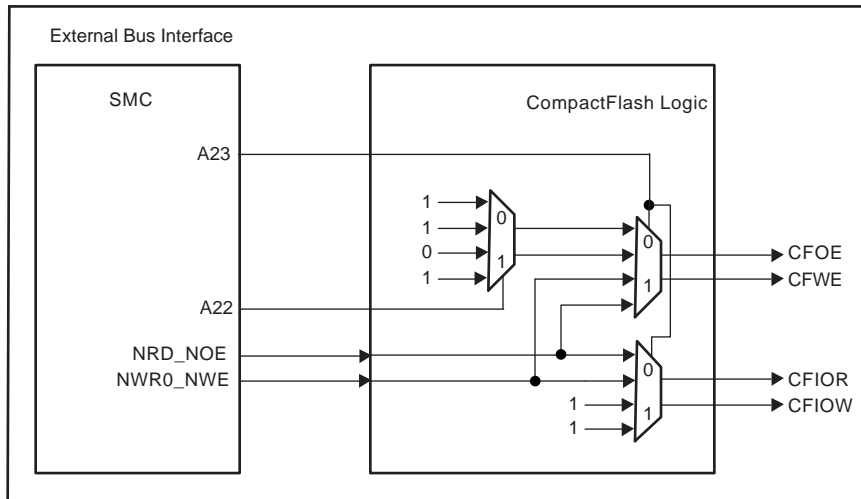 External Bus Interface
SMC
CompactFlash Logic
A23
1
1
0
1
0
1
0
1
CFOE
CFWE
A22
NRD_NOE
NWR0_NWE
0
1
1
1
CFIOR
CFIOW